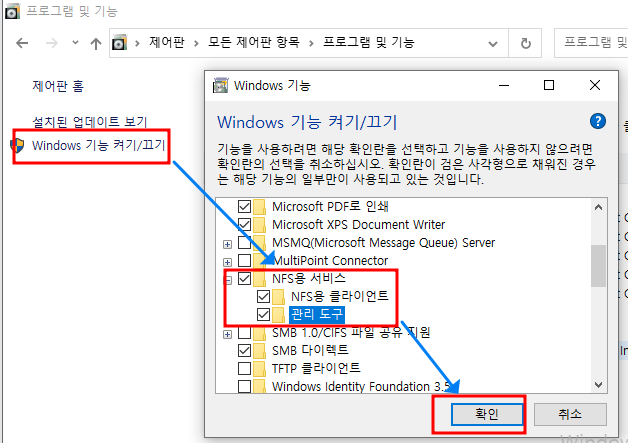 프로그램 및 기능
제어판 > 모든 제어판 항목 > 프로그램 및 기능
프로그램 및
제어판 홈
설치된 업데이트 보기
Windows 기능 켜기/끄기
Windows 기능
Windows 기능 켜기/끄기
기능을 사용하려면 해당 확인란을 선택하고 기능을 사용하지 않으려면
확인란의 선택을 취소하십시오. 확인란이 검은 사각형으로 채워진 경우
는 해당 기능의 일부만이 사용되고 있는 것입니다.
Microsoft PDF로 인쇄
Microsoft XPS Document Writer
MSMQ(Microsoft Message Queue) Server
MultiPoint Connector
NFS용 서비스
NFS용 클라이언트
관리 도구
SMB 1.0/CIFS 파일 공유 지원
SMB 다이렉트
TFTP 클라이언트
Windows Identity Foundation 3.5
확인
취소
In
Window